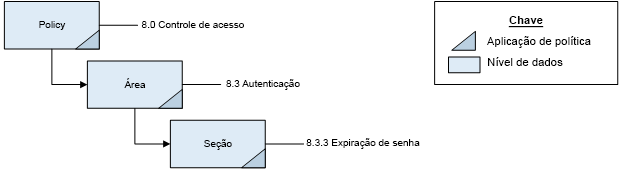 Policy
8.0 Controle de acesso
Área
8.3 Autenticação
Seção
8.3.3 Expiração de senha
Chave
Aplicação de política
Nível de dados